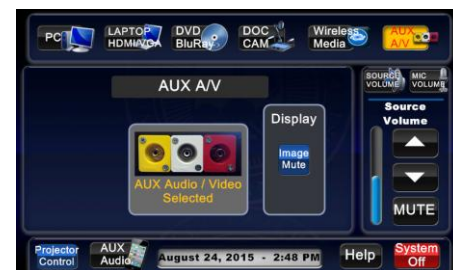 PC
LAPTOP
HDMI/VGA
DVD
BluRay
DOC
CAM
Wireless
Media
AUX
A/V
AUX A/V
SOURCE
VOLUME
MIC
VOLUME
Source
Volume
Display
Image
Mute
AUX Audio / Video
Selected
MUTE
Projector
Control
AUX
Audio
August 24, 2015 - 2:48 PM
Help
System
Off